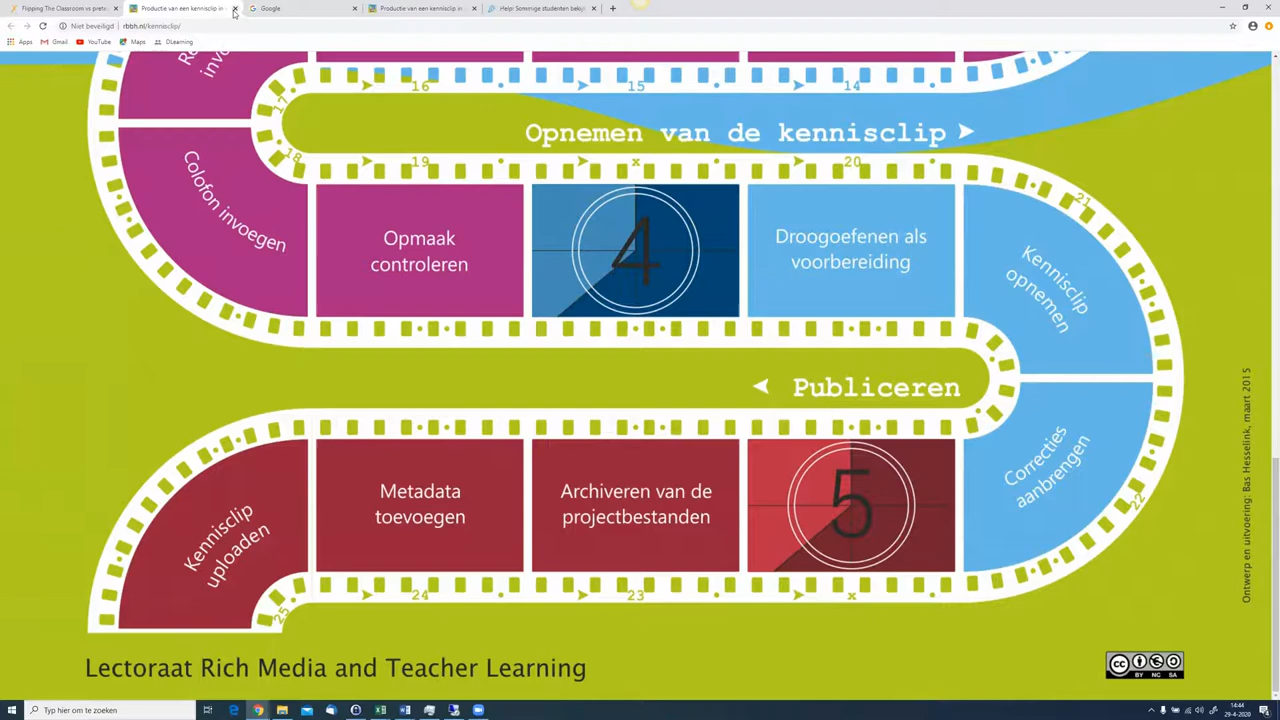 Flipping The Classroom vs pretes
Productie van een kennisclip in
Google
Productie van een kennisclip in
Help! Sommige studenten bekij
Niet beveiligd | rbbh.nl/kennisclip/
Apps Gmail YouTube Maps DLearning
16 15 14
17
Opnemen van de kennisclip
18 19 x 20 21
Colofon invoegen
Opmaak
controleren
4
Droogoefenen als
voorbereiding
Kennisclip
opnemen
Publiceren
Kennisclip
uploaden
Metadata
toevoegen
Archiveren van de
projectbestanden
5
Correcties
aanbrengen
22
25 24 23 x
Ontwerp en uitvoering: Bas Hesselink, maart 2015
Lectoraat Rich Media and Teacher Learning
cc
BY NC SA
Typ hier om te zoeken
14:44
29-4-2020